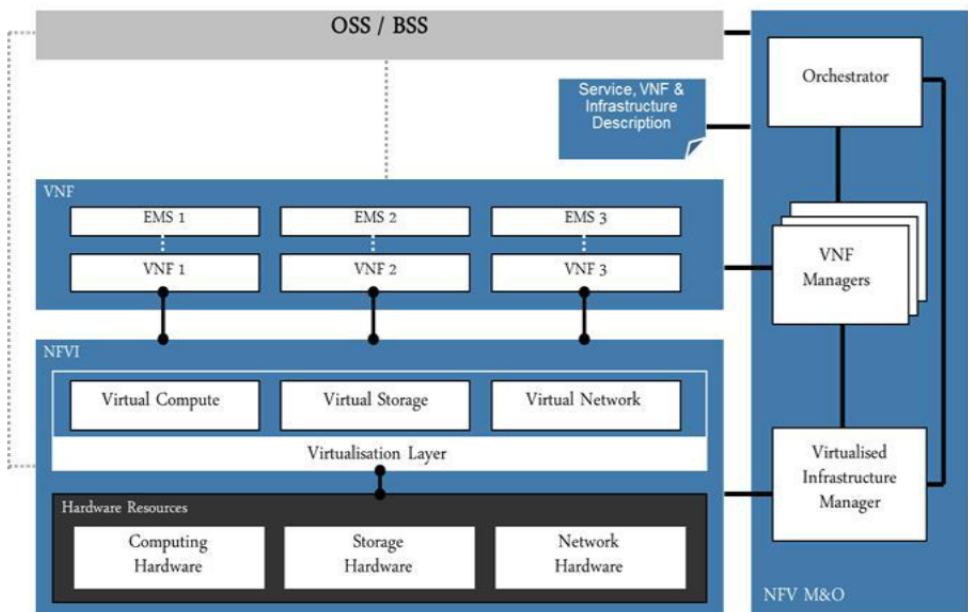 OSS / BSS
Orchestrator
Service, VNF &
Infrastructure
Description
VNF
EMS 1
EMS 2
EMS 3
VNF 1
VNF 2
VNF 3
VNF
Managers
NFVI
Virtual Compute
Virtual Storage
Virtual Network
Virtualisation Layer
Virtualised
Infrastructure
Manager
Hardware Resources
Computing
Hardware
Storage
Hardware
Network
Hardware
NFV M&O